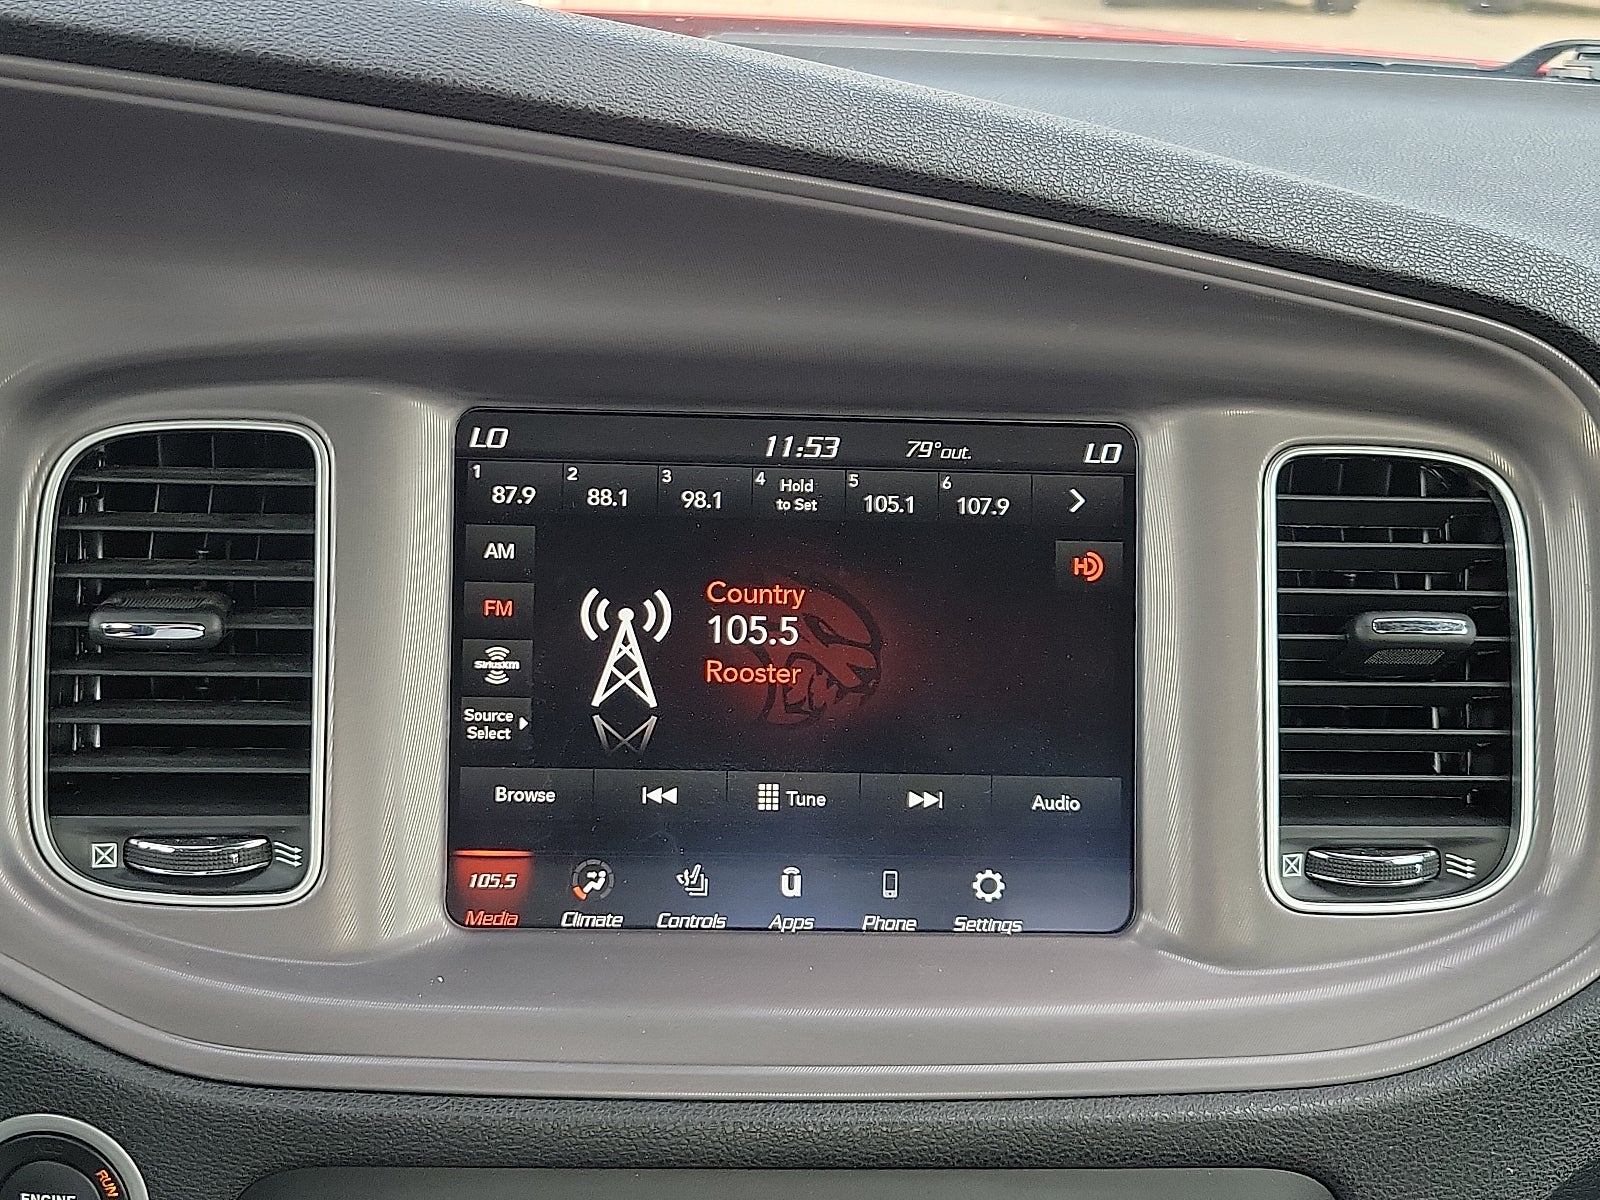 LO 11:53 79°out. LO
1 87.9 2 88.1 3 98.1 4 Hold to Set 5 105.1 6 107.9
AM
HD
FM
Country
105.5
Rooster
SiriusXM
Source
Select
Browse Tune Audio
105.5
Media Climate Controls Apps Phone Settings
RUN
ENGINE